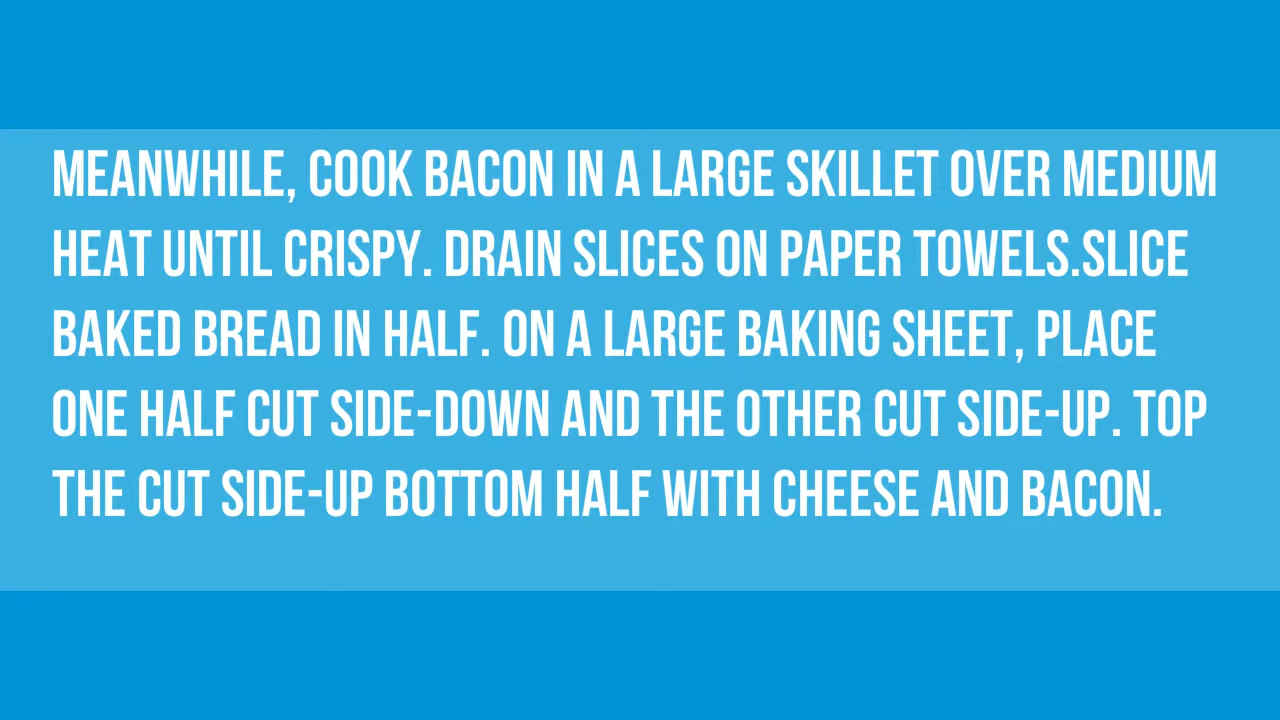 MEANWHILE, COOK BACON IN A LARGE SKILLET OVER MEDIUM
HEAT UNTIL CRISPY. DRAIN SLICES ON PAPER TOWELS.SLICE
BAKED BREAD IN HALF. ON A LARGE BAKING SHEET, PLACE
ONE HALF CUT SIDE-DOWN AND THE OTHER CUT SIDE-UP. TOP
THE CUT SIDE-UP BOTTOM HALF WITH CHEESE AND BACON.